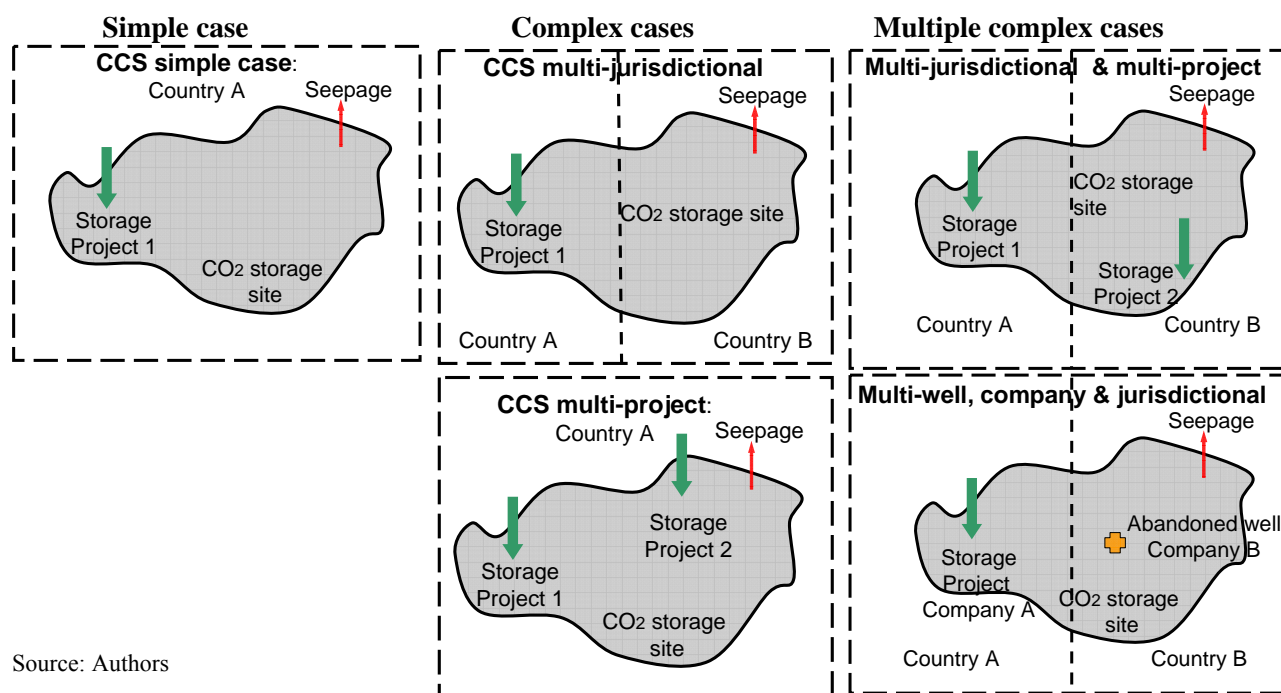 Simple case
Complex cases
Multiple complex cases
CCS simple case:
Country A
Seepage
Storage
Project 1
CO2 storage
site
CCS multi-jurisdictional
Seepage
CO2 storage site
Storage
Project 1
Country A
Country B
Multi-jurisdictional & multi-project
Seepage
CO2 storage
site
Storage
Project 1
Storage
Project 2
Country A
Country B
CCS multi-project:
Country A
Seepage
Storage
Project 2
Storage
Project 1
CO2 storage
site
Multi-well, company & jurisdictional
Seepage
Abandoned well
Company B
Storage
Project
Company A
CO2 storage
site
Country A
Country B
Source: Authors